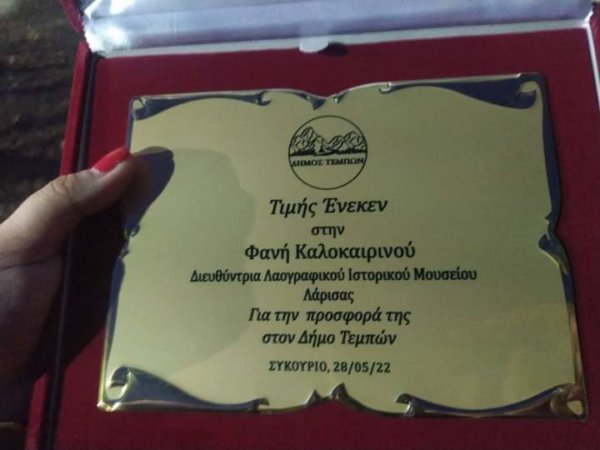 ΔΗΜΟΣ ΤΕΜΠΩΝ
Τιμής Ένεκεν
στην
Φανή Καλοκαιρινού
Διευθύντρια Λαογραφικού Ιστορικού Μουσείου
Λάρισας
Για την προσφορά της
στον Δήμο Τεμπών
ΣΥΚΟΥΡΙΟ, 28/05/22